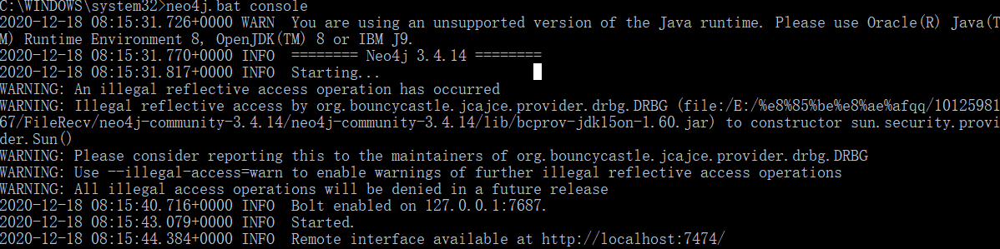 C:\WINDOWS\system32>neo4j.bat console
2020-12-18 08:15:31.726+0000 WARN  You are using an unsupported version of the Java runtime. Please use Oracle(R) Java(T
M) Runtime Environment 8, OpenJDK(TM) 8 or IBM J9.
2020-12-18 08:15:31.770+0000 INFO  ======== Neo4j 3.4.14 ========
2020-12-18 08:15:31.817+0000 INFO  Starting...
WARNING: An illegal reflective access operation has occurred
WARNING: Illegal reflective access by org.bouncycastle.jcajce.provider.drbg.DRBG (file:/E:/%e8%85%be%e8%ae%afqq/10125981
67/FileRecv/neo4j-community-3.4.14/neo4j-community-3.4.14/lib/bcprov-jdk15on-1.60.jar) to constructor sun.security.provi
der.Sun()
WARNING: Please consider reporting this to the maintainers of org.bouncycastle.jcajce.provider.drbg.DRBG
WARNING: Use --illegal-access=warn to enable warnings of further illegal reflective access operations
WARNING: All illegal access operations will be denied in a future release
2020-12-18 08:15:40.716+0000 INFO  Bolt enabled on 127.0.0.1:7687.
2020-12-18 08:15:43.079+0000 INFO  Started.
2020-12-18 08:15:44.384+0000 INFO  Remote interface available at http://localhost:7474/